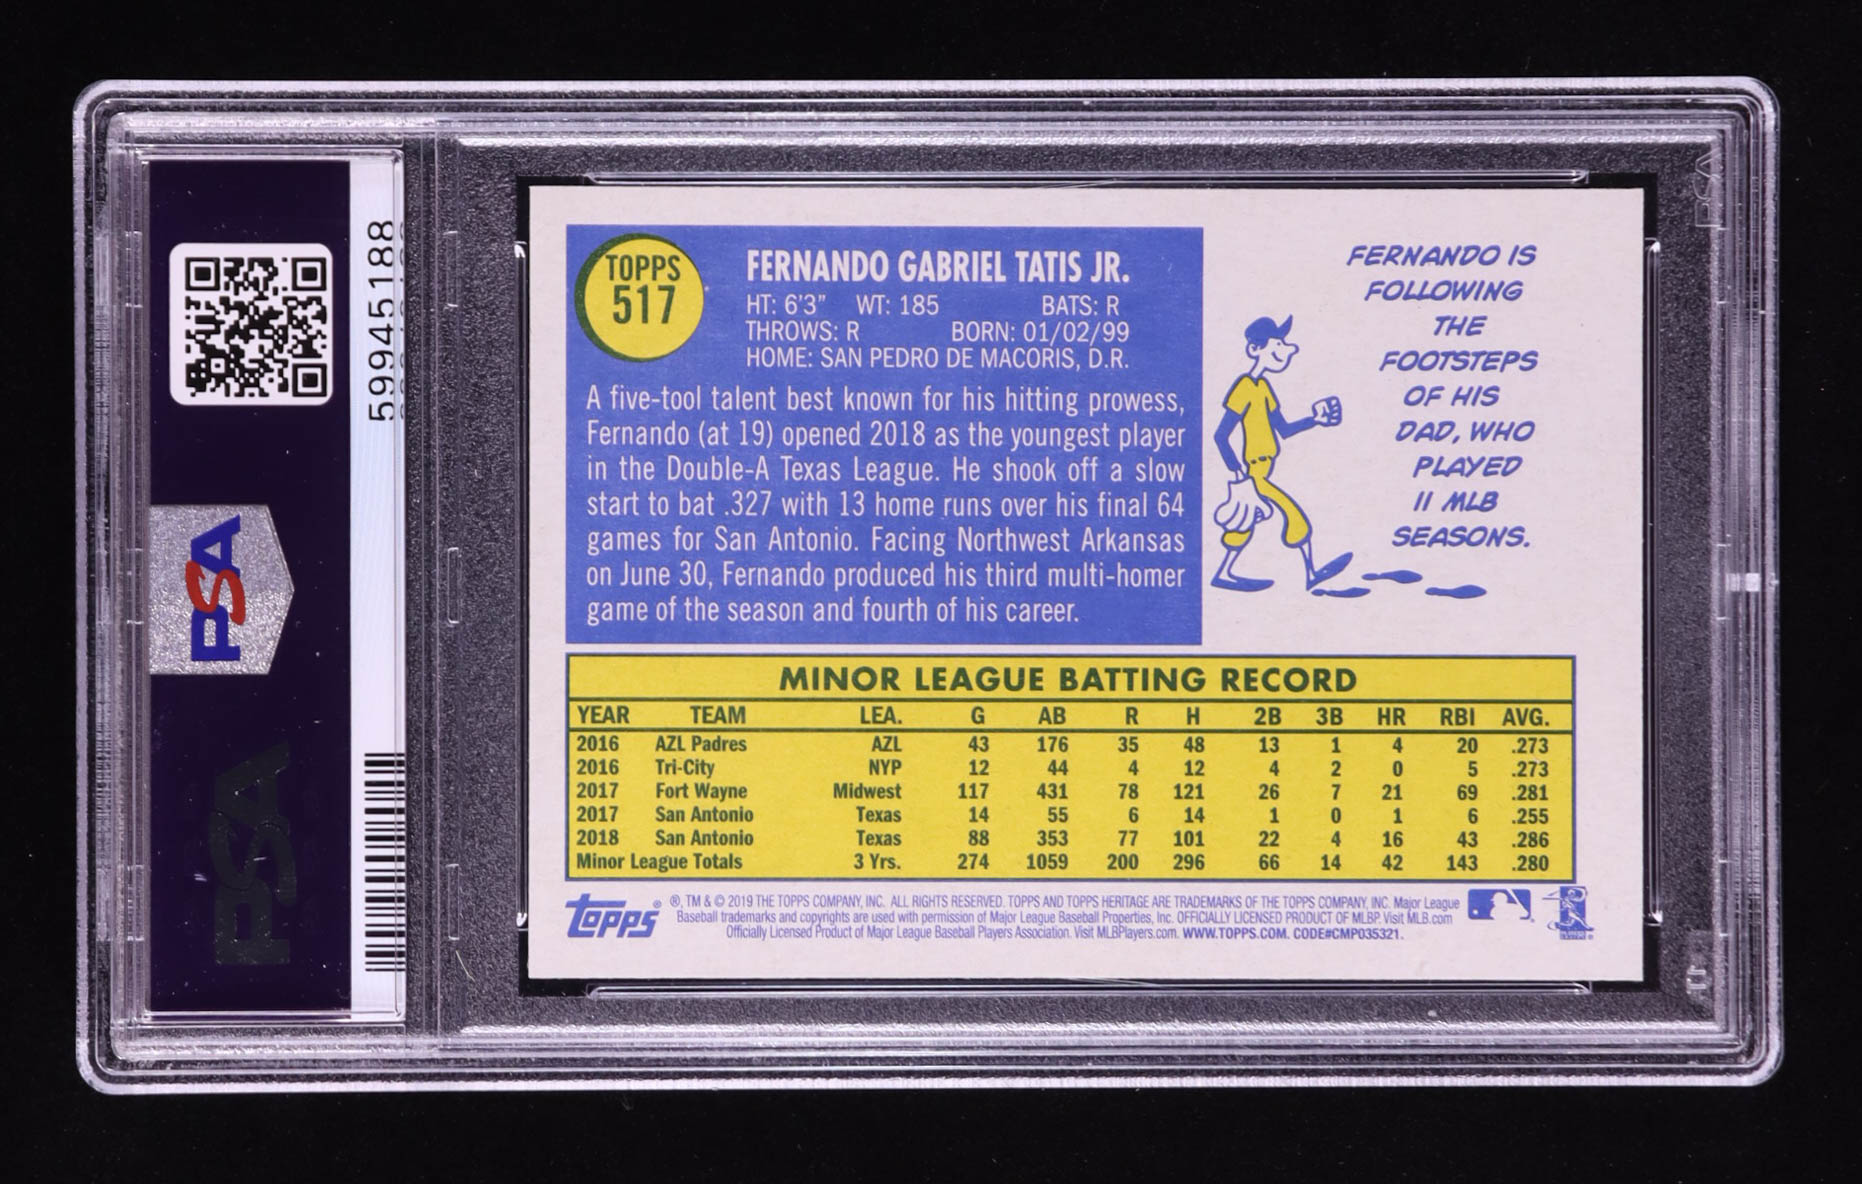 59945188
PSA
PSA
TOPPS
517
FERNANDO GABRIEL TATIS JR.
HT: 6'3" WT: 185 BATS: R
THROWS: R BORN: 01/02/99
HOME: SAN PEDRO DE MACORIS, D.R.
A five-tool talent best known for his hitting prowess,
Fernando (at 19) opened 2018 as the youngest player
in the Double-A Texas League. He shook off a slow
start to bat .327 with 13 home runs over his final 64
games for San Antonio. Facing Northwest Arkansas
on June 30, Fernando produced his third multi-homer
game of the season and fourth of his career.
FERNANDO IS
FOLLOWING
THE
FOOTSTEPS
OF HIS
DAD, WHO
PLAYED
11 MLB
SEASONS.
MINOR LEAGUE BATTING RECORD
YEAR TEAM LEA. G AB R H 2B 3B HR RBI AVG.
2016 AZL Padres AZL 43 176 35 48 13 1 4 20 .273
2016 Tri-City NYP 12 44 4 12 4 2 0 5 .273
2017 Fort Wayne Midwest 117 431 78 121 26 7 21 69 .281
2017 San Antonio Texas 14 55 6 14 1 0 1 6 .255
2018 San Antonio Texas 88 353 77 101 22 4 16 43 .286
Minor League Totals 3 Yrs. 274 1059 200 296 66 14 42 143 .280
Topps ®
®, TM & © 2019 THE TOPPS COMPANY, INC. ALL RIGHTS RESERVED. TOPPS AND TOPPS HERITAGE ARE TRADEMARKS OF THE TOPPS COMPANY, INC. Major League
Baseball trademarks and copyrights are used with permission of Major League Baseball Properties, Inc. OFFICIALLY LICENSED PRODUCT OF MLBP. Visit MLB.com
Officially Licensed Product of Major League Baseball Players Association. Visit MLBPlayers.com. WWW.TOPPS.COM. CODE#CMP035321.
PSA